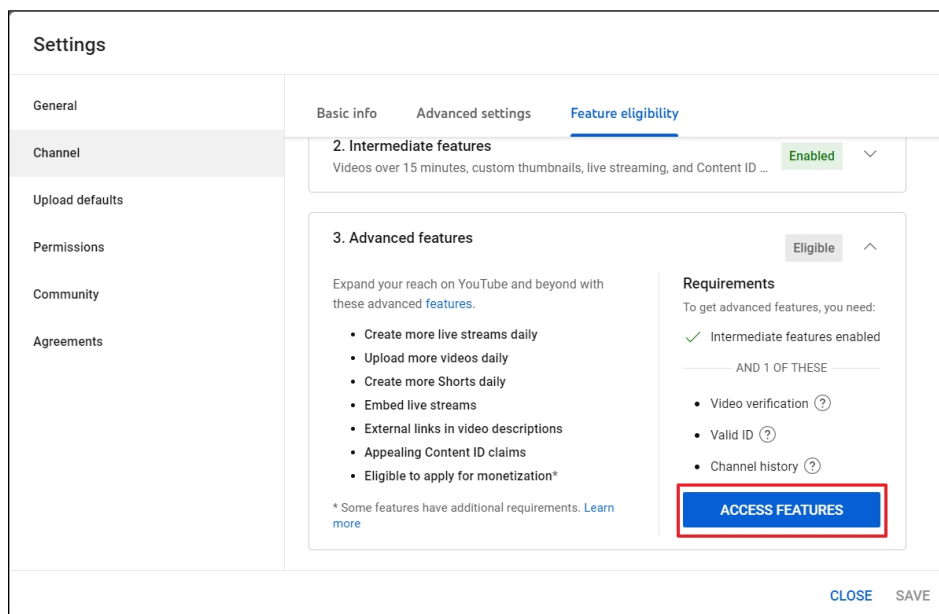 Settings
General
Channel
Upload defaults
Permissions
Community
Agreements
Basic info
Advanced settings
Feature eligibility
2. Intermediate features
Videos over 15 minutes, custom thumbnails, live streaming, and Content ID ...
Enabled
3. Advanced features
Eligible
Expand your reach on YouTube and beyond with
these advanced features.
• Create more live streams daily
• Upload more videos daily
• Create more Shorts daily
• Embed live streams
• External links in video descriptions
• Appealing Content ID claims
• Eligible to apply for monetization*
* Some features have additional requirements. Learn
more
Requirements
To get advanced features, you need:
Intermediate features enabled
AND 1 OF THESE
• Video verification ?
• Valid ID ?
• Channel history ?
ACCESS FEATURES
CLOSE
SAVE